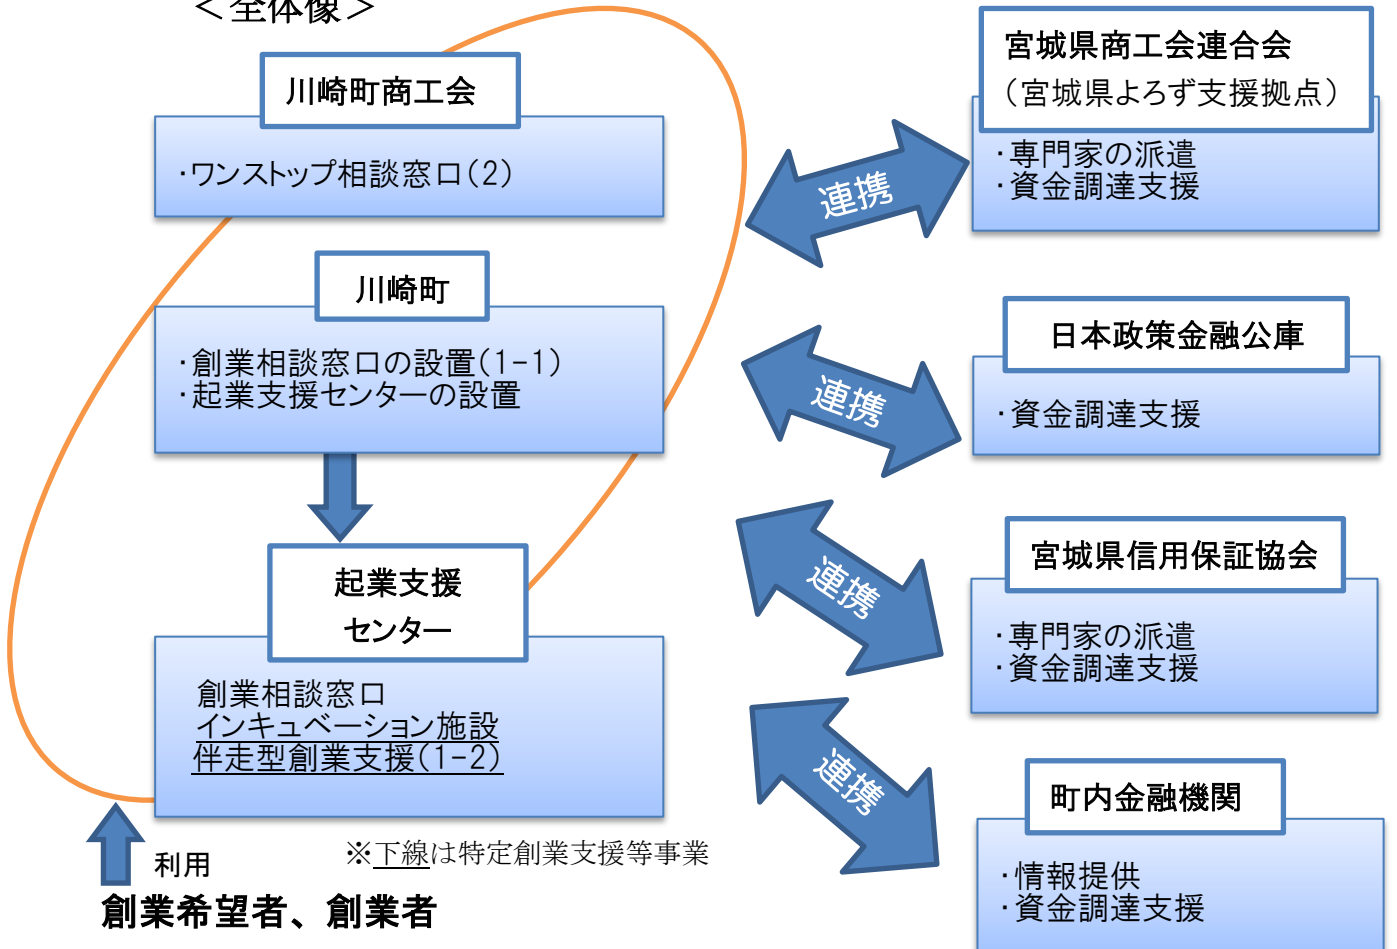 ＜全体像＞
川崎町商工会
・ワンストップ相談窓口（2）
川崎町
・創業相談窓口の設置(1-1)
・起業支援センターの設置
起業支援
センター
創業相談窓口
インキュベーション施設
伴走型創業支援(1-2)
利用
創業希望者、創業者
※下線は特定創業支援等事業
連携
連携
連携
連携
宮城県商工会連合会
（宮城県よろず支援拠点）
・専門家の派遣
・資金調達支援
日本政策金融公庫
・資金調達支援
宮城県信用保証協会
・専門家の派遣
・資金調達支援
町内金融機関
・情報提供
・資金調達支援